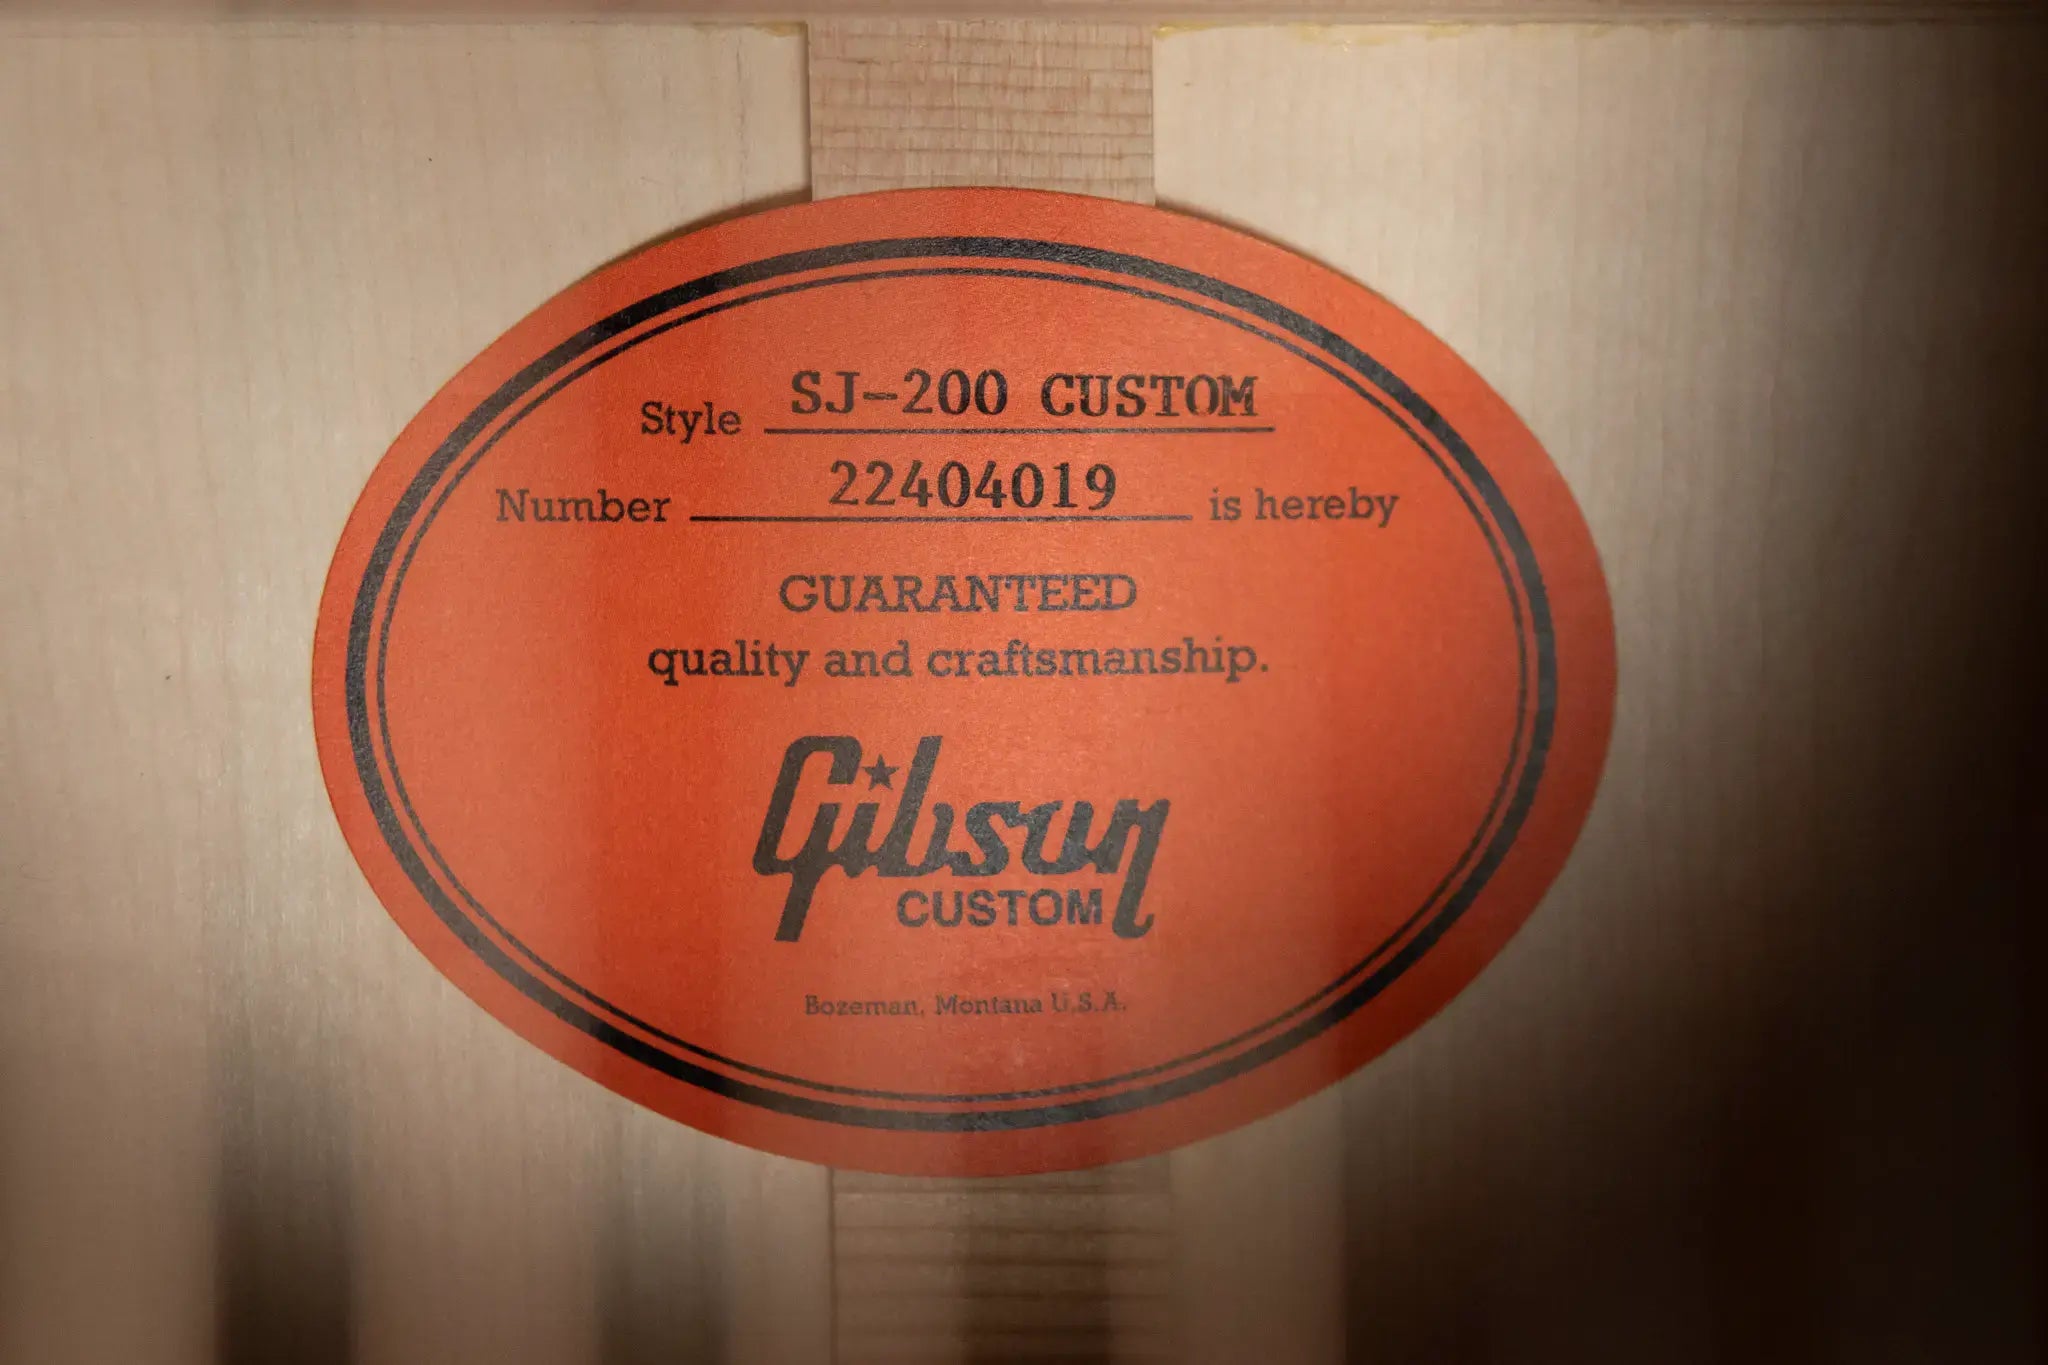 Style SJ-200 CUSTOM
Number 22404019 is hereby
GUARANTEED
quality and craftsmanship.
Gibson
CUSTOM
Bozeman, Montana U.S.A.